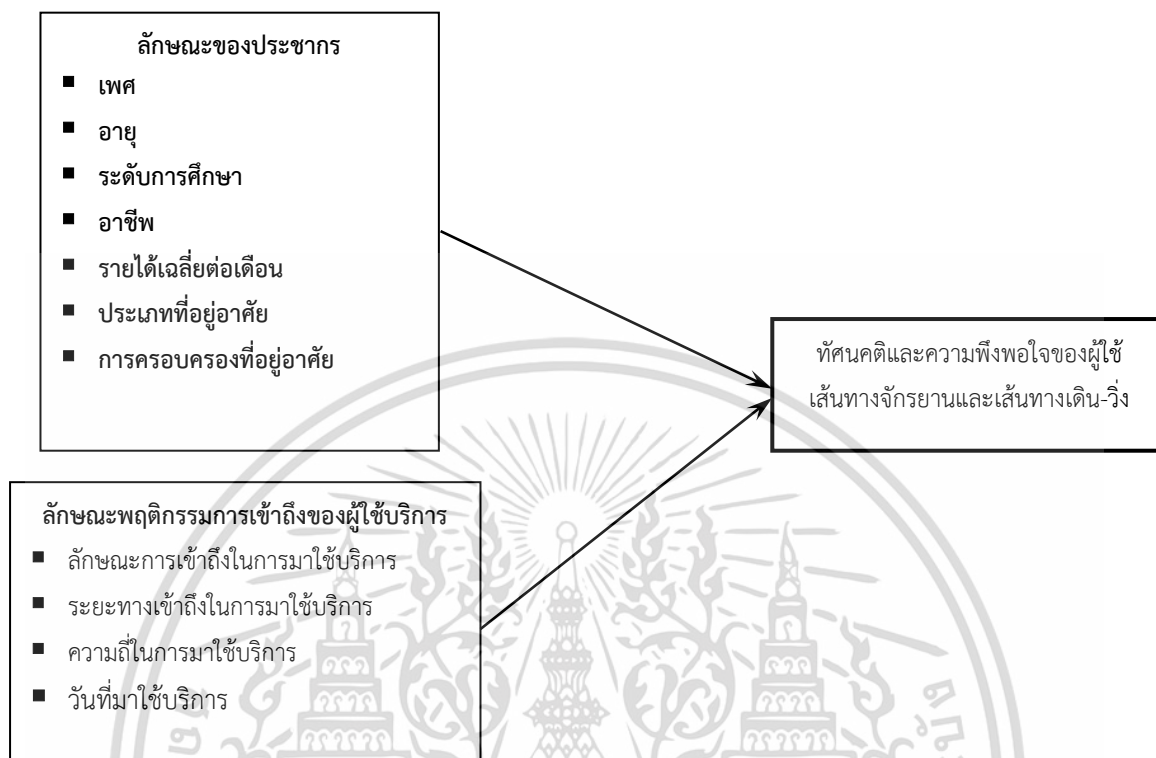 ลักษณะของประชากร
▪ เพศ
▪ อายุ
▪ ระดับการศึกษา
▪ อาชีพ
▪ รายได้เฉลี่ยต่อเดือน
▪ ประเภทที่อยู่อาศัย
▪ การครอบครองที่อยู่อาศัย
ทัศนคติและความพึงพอใจของผู้ใช้
เส้นทางจักรยานและเส้นทางเดิน-วิ่ง
ลักษณะพฤติกรรมการเข้าถึงของผู้ใช้บริการ
▪ ลักษณะการเข้าถึงในการมาใช้บริการ
▪ ระยะทางเข้าถึงในการมาใช้บริการ
▪ ความถี่ในการมาใช้บริการ
▪ วันที่มาใช้บริการ